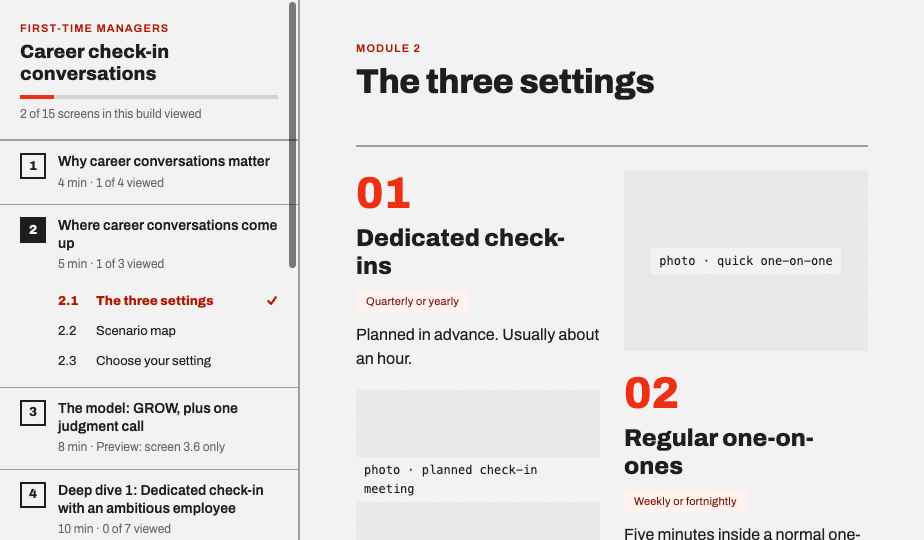 FIRST-TIME MANAGERS
Career check-in
conversations
2 of 15 screens in this build viewed
1
Why career conversations matter
4 min · 1 of 4 viewed
2
Where career conversations come
up
5 min · 1 of 3 viewed
2.1 The three settings
2.2 Scenario map
2.3 Choose your setting
3
The model: GROW, plus one
judgment call
8 min · Preview: screen 3.6 only
4
Deep dive 1: Dedicated check-in
with an ambitious employee
10 min · 0 of 7 viewed
MODULE 2
The three settings
01
Dedicated check-
ins
Quarterly or yearly
Planned in advance. Usually about
an hour.
photo · planned check-in
meeting
photo · quick one-on-one
02
Regular one-on-
ones
Weekly or fortnightly
Five minutes inside a normal one-